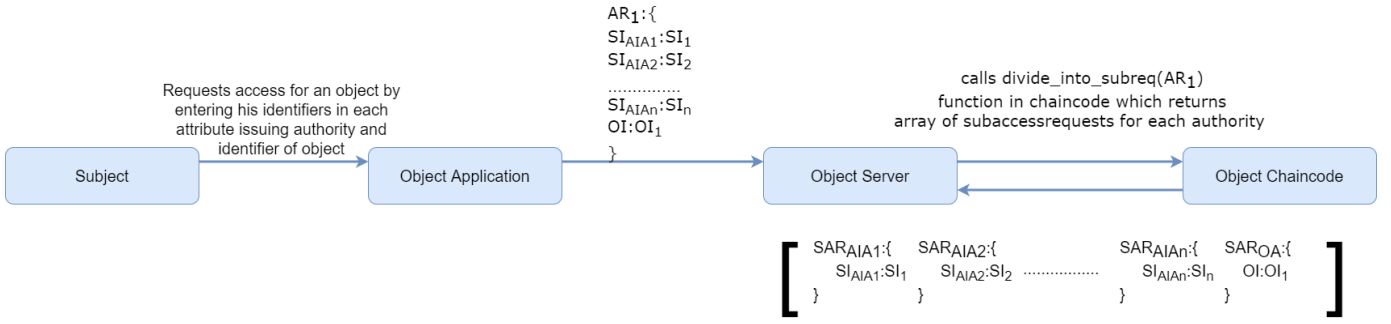 AR1:{
SIAIA1:SI1
SIAIA2:SI2
...............
SIAIAn:SIn
OI:OI1
}
Requests access for an object by
entering his identifiers in each
attribute issuing authority and
identifier of object
calls divide_into_subreq(AR1)
function in chaincode which returns
array of subaccessrequests for each authority
Subject
Object Application
Object Server
Object Chaincode
[ SARAIA1:{ SARAIA2:{ SARAIAn:{ SAROA:{ ]
SIAIA1:SI1 SIAIA2:SI2 ................. SIAIAn:SIn OI:OI1
} } } }